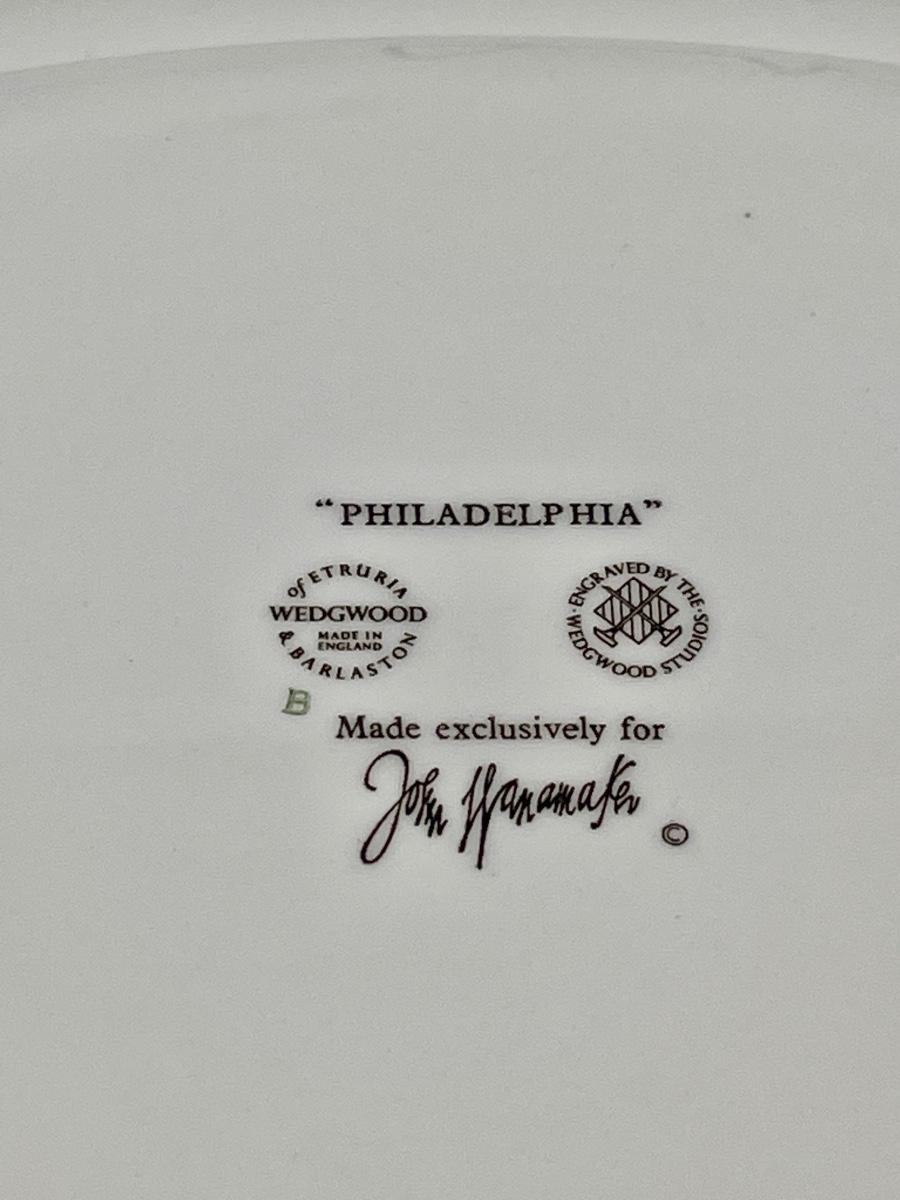 “PHILADELPHIA”
of ETRURIA
WEDGWOOD
MADE IN
ENGLAND
& BARLASTON
·ENGRAVED BY THE·
WEDGWOOD STUDIOS
B
Made exclusively for
John Wanamaker
©